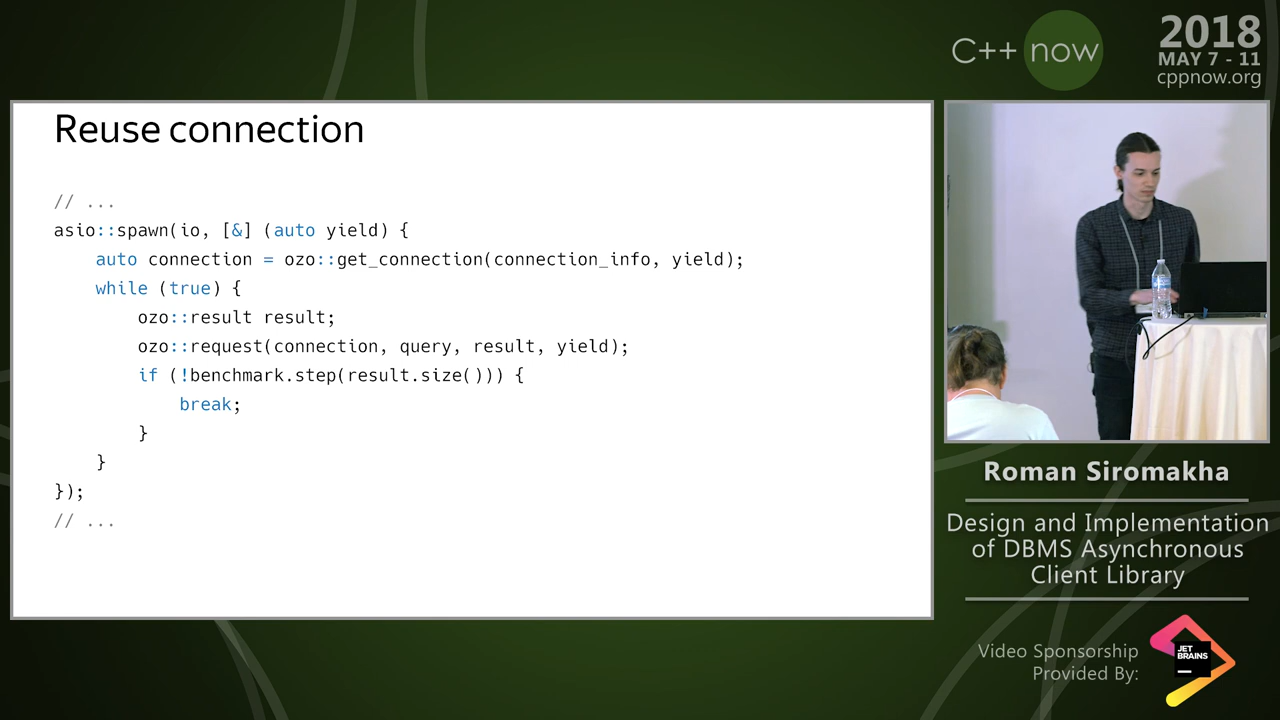 C++ now
2018
MAY 7 - 11
cppnow.org
Reuse connection
// ...
asio::spawn(io, [&] (auto yield) {
    auto connection = ozo::get_connection(connection_info, yield);
    while (true) {
        ozo::result result;
        ozo::request(connection, query, result, yield);
        if (!benchmark.step(result.size())) {
            break;
        }
    }
});
// ...
Roman Siromakha
Design and Implementation
of DBMS Asynchronous
Client Library
Video Sponsorship
Provided By:
JET
BRAINS